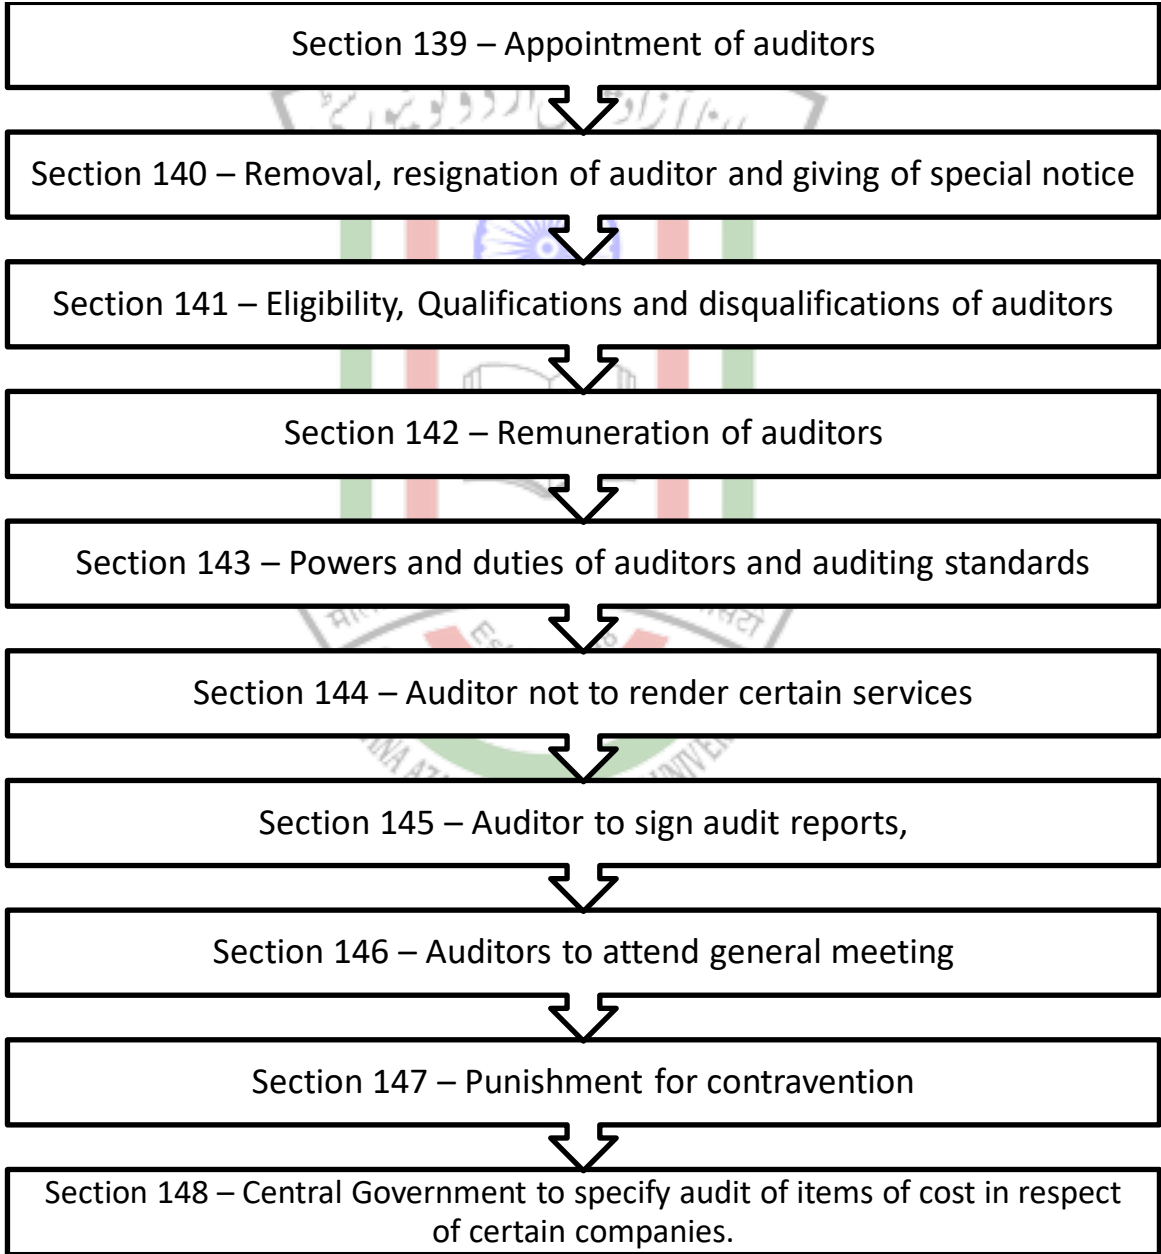 Section 139 – Appointment of auditors
Section 140 – Removal, resignation of auditor and giving of special notice
Section 141 – Eligibility, Qualifications and disqualifications of auditors
Section 142 – Remuneration of auditors
Section 143 – Powers and duties of auditors and auditing standards
Section 144 – Auditor not to render certain services
Section 145 – Auditor to sign audit reports,
Section 146 – Auditors to attend general meeting
Section 147 – Punishment for contravention
Section 148 – Central Government to specify audit of items of cost in respect
of certain companies.